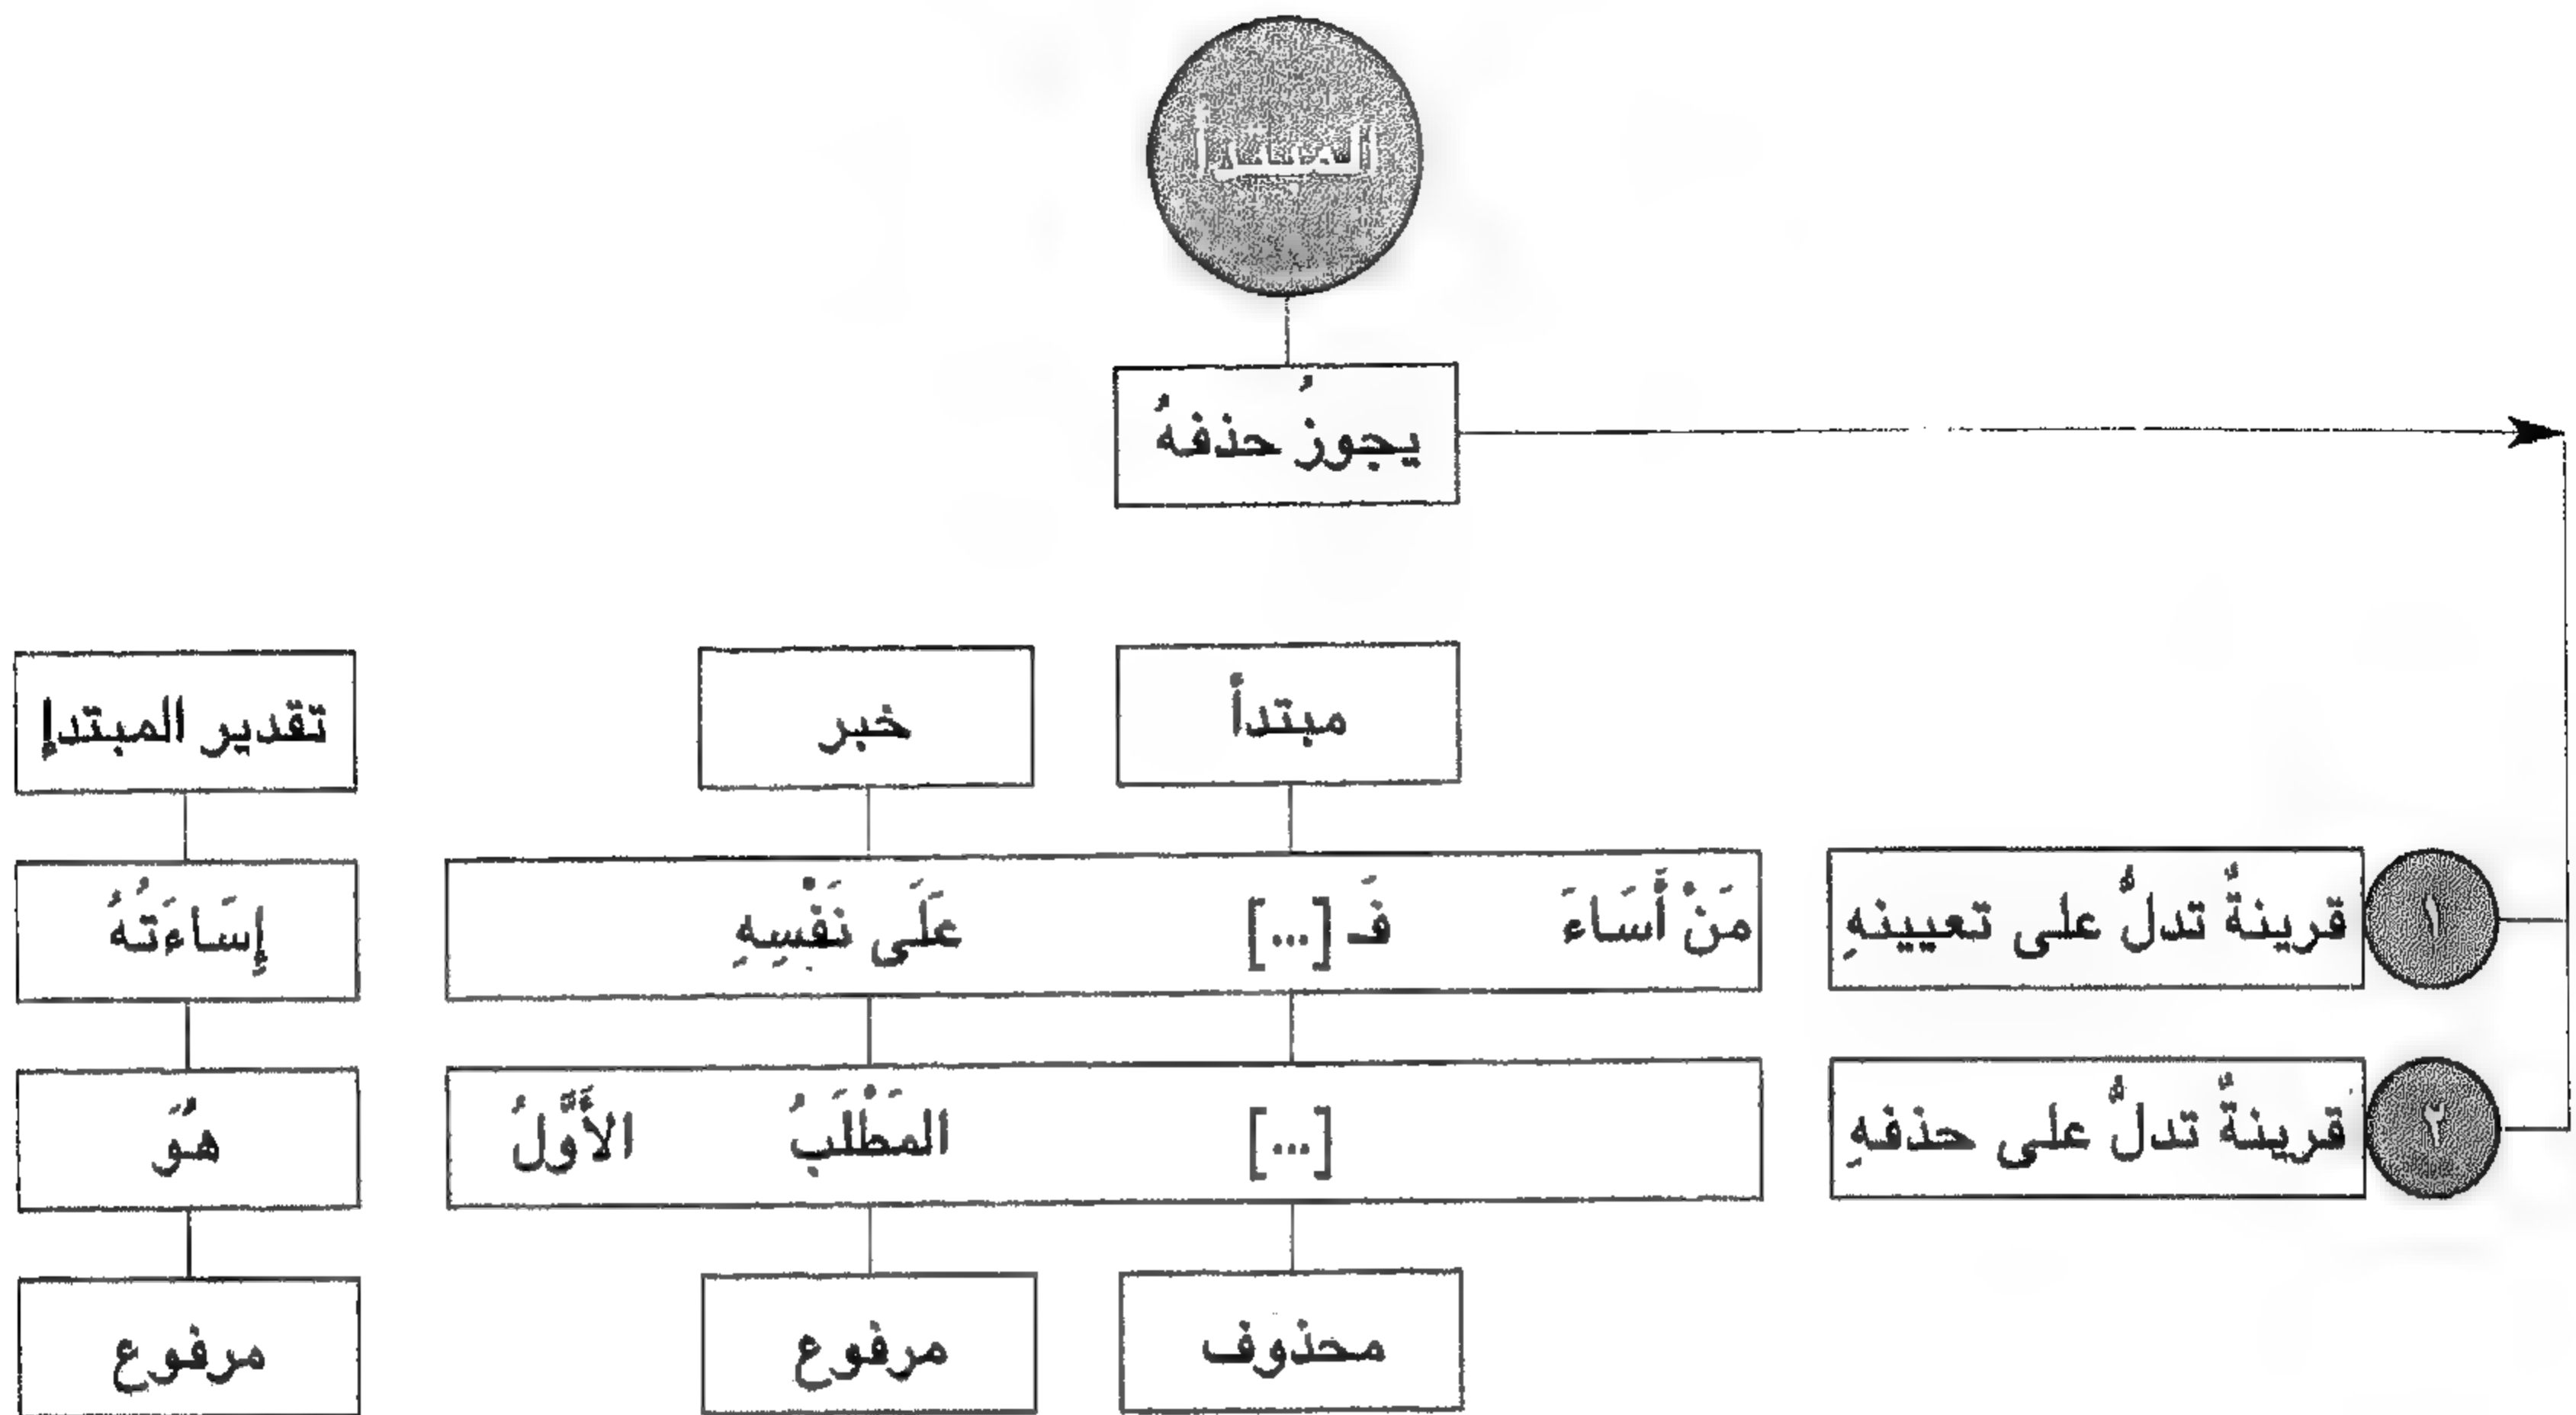 المبتدأ
يجوزُ حذفهُ
مبتدأ خبر تقدير المبتدإ
١ قرينةٌ تدلُّ على تعيينهِ مَنْ أَسَاءَ فَـ [...] عَلَى نَفْسِهِ إِسَاءَتُهُ
٢ قرينةٌ تدلُّ على حذفهِ [...] المَطْلَبُ الأَوَّلُ هُوَ
محذوف مرفوع مرفوع